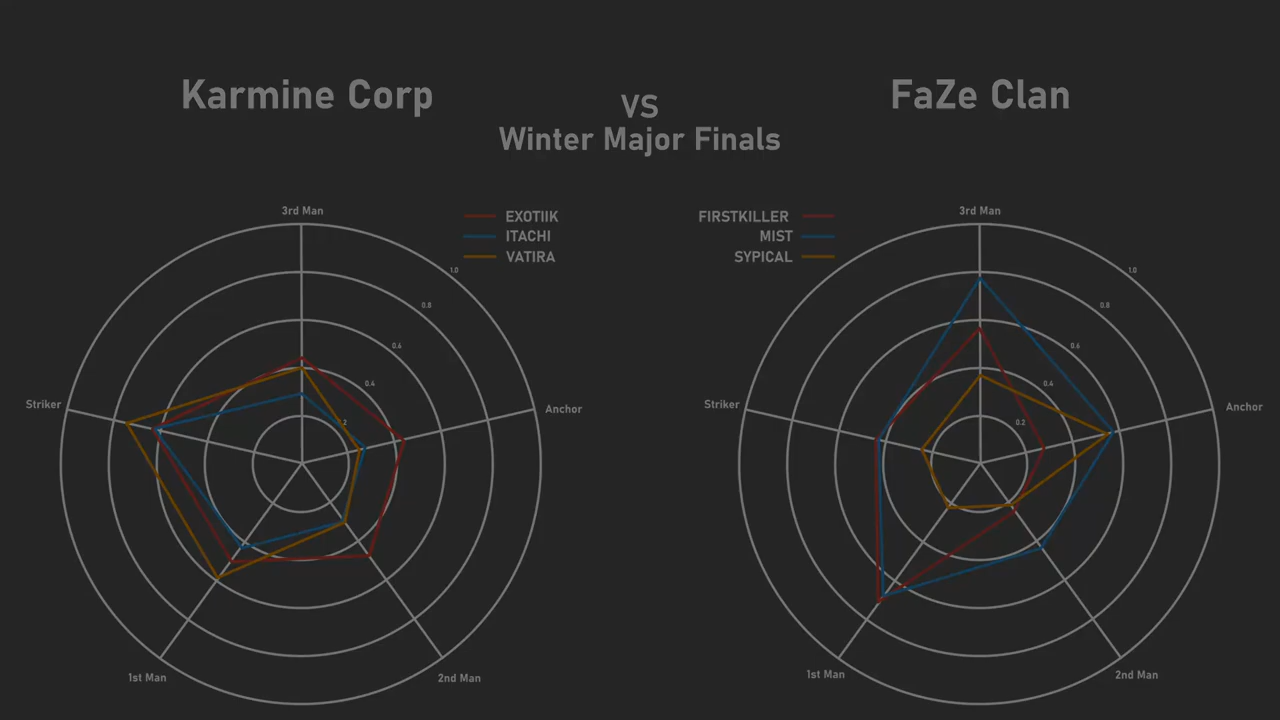 Karmine Corp
VS
FaZe Clan
Winter Major Finals
EXOTIIK
ITACHI
VATIRA
FIRSTKILLER
MIST
SYPICAL
3rd Man
1.0
0.8
0.6
0.4
.2
Striker
Anchor
1st Man
2nd Man
3rd Man
1.0
0.8
0.6
0.4
0.2
Striker
Anchor
1st Man
2nd Man